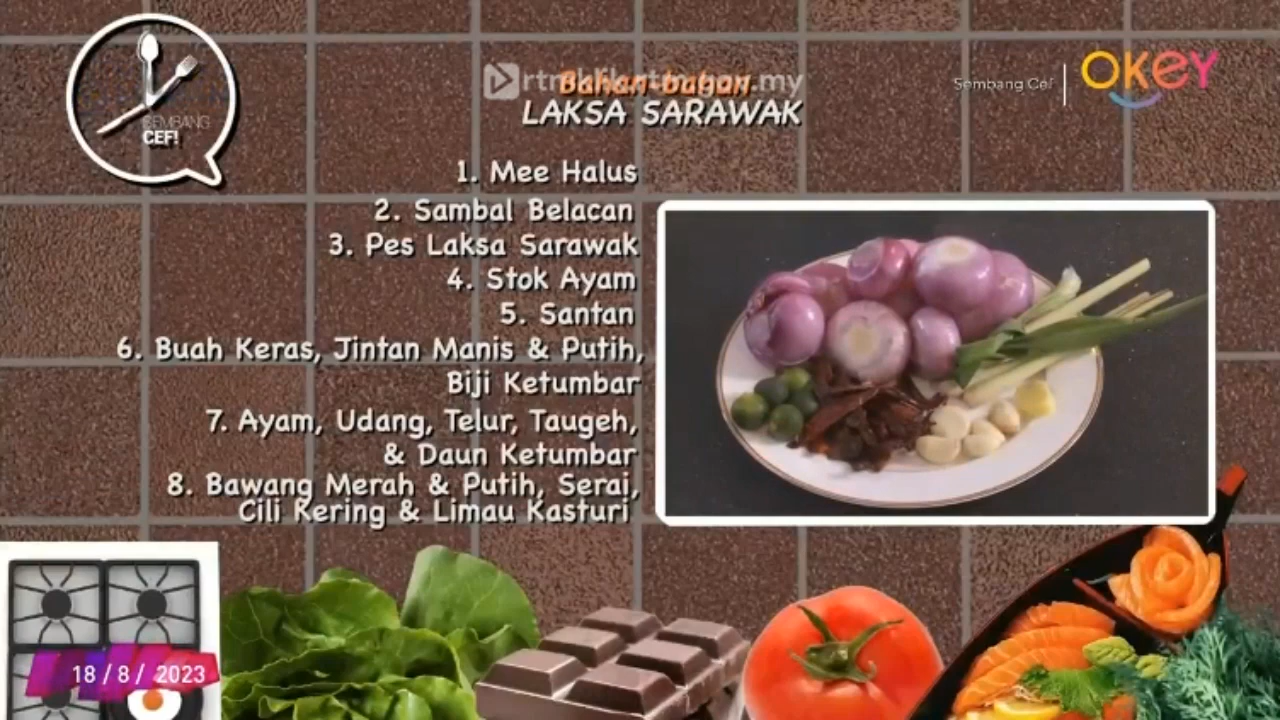 SEMBANG
CEF!
rtmklik.rtm.gov.my
Bahan-bahan
LAKSA SARAWAK
Sembang Cef
OKEY
1. Mee Halus
2. Sambal Belacan
3. Pes Laksa Sarawak
4. Stok Ayam
5. Santan
6. Buah Keras, Jintan Manis & Putih,
Biji Ketumbar
7. Ayam, Udang, Telur, Taugeh,
& Daun Ketumbar
8. Bawang Merah & Putih, Serai,
Cili Kering & Limau Kasturi
18/8/ 2023